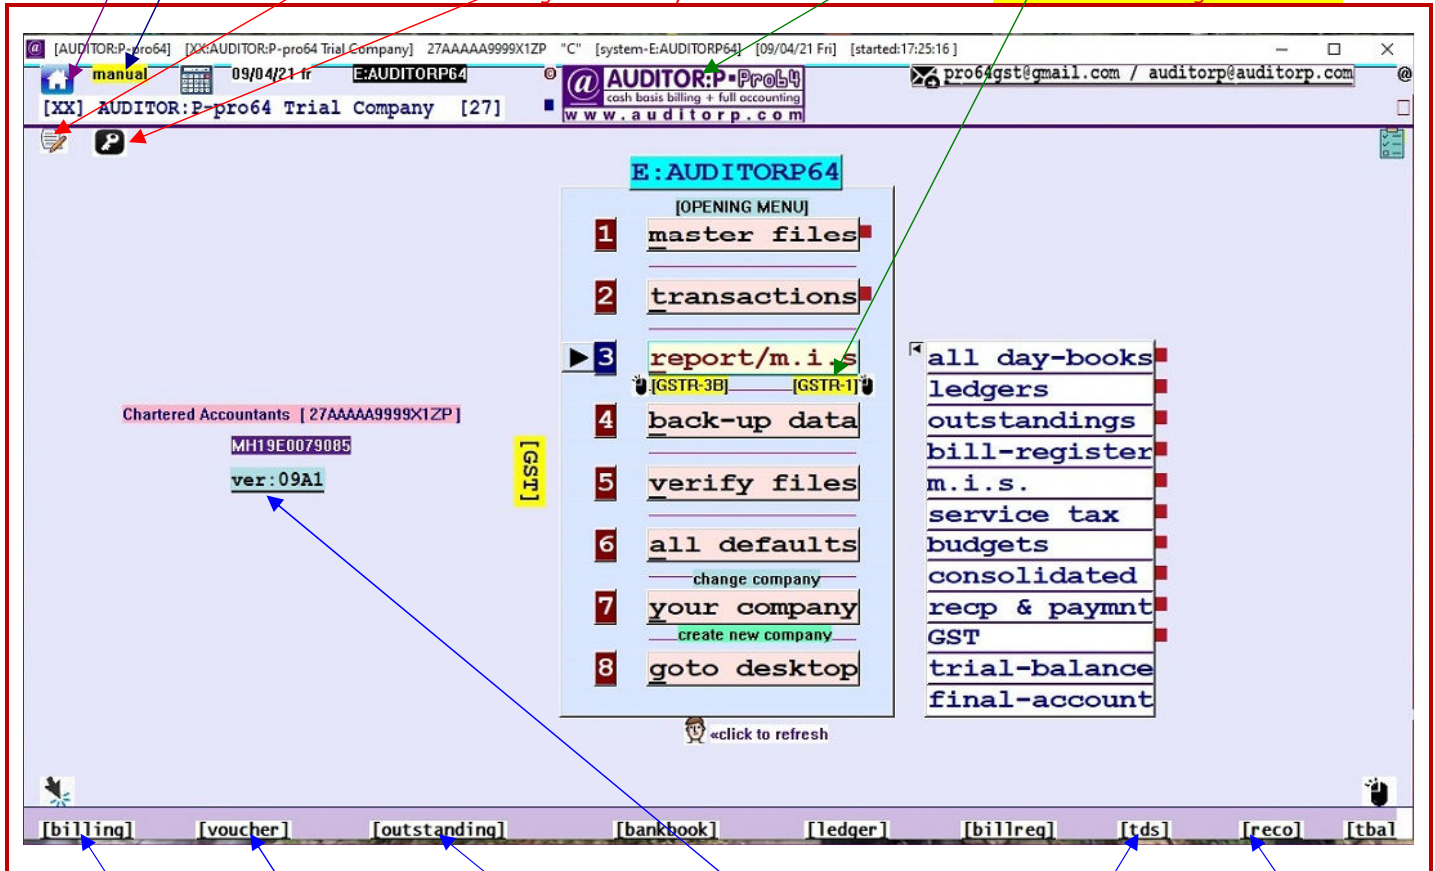 [AUDITOR:P-pro64] [XX:AUDITOR:P-pro64 Trial Company] 27AAAAA9999X1ZP "C" [system-E:AUDITORP64] [09/04/21 Fri] [started:17:25:16 ]
manual 09/04/21 fr E:AUDITORP64 © @ AUDITOR:P-Pro64 pro64gst@gmail.com / auditorp@auditorp.com @
cash basis billing + full accounting
[XX] AUDITOR:P-pro64 Trial Company [27] www.auditorp.com
E:AUDITORP64
[OPENING MENU]
1 master files
2 transactions
3 report/m.i.s
[GSTR-3B] [GSTR-1]
4 back-up data
5 verify files
6 all defaults
change company
7 your company
create new company
8 goto desktop
«click to refresh
all day-books
ledgers
outstandings
bill-register
m.i.s.
service tax
budgets
consolidated
recp & paymnt
GST
trial-balance
final-account
Chartered Accountants [ 27AAAAA9999X1ZP ]
MH19E0079085
ver:09A1
[GST]
[billing] [voucher] [outstanding] [bankbook] [ledger] [billreg] [tds] [reco] [tbal